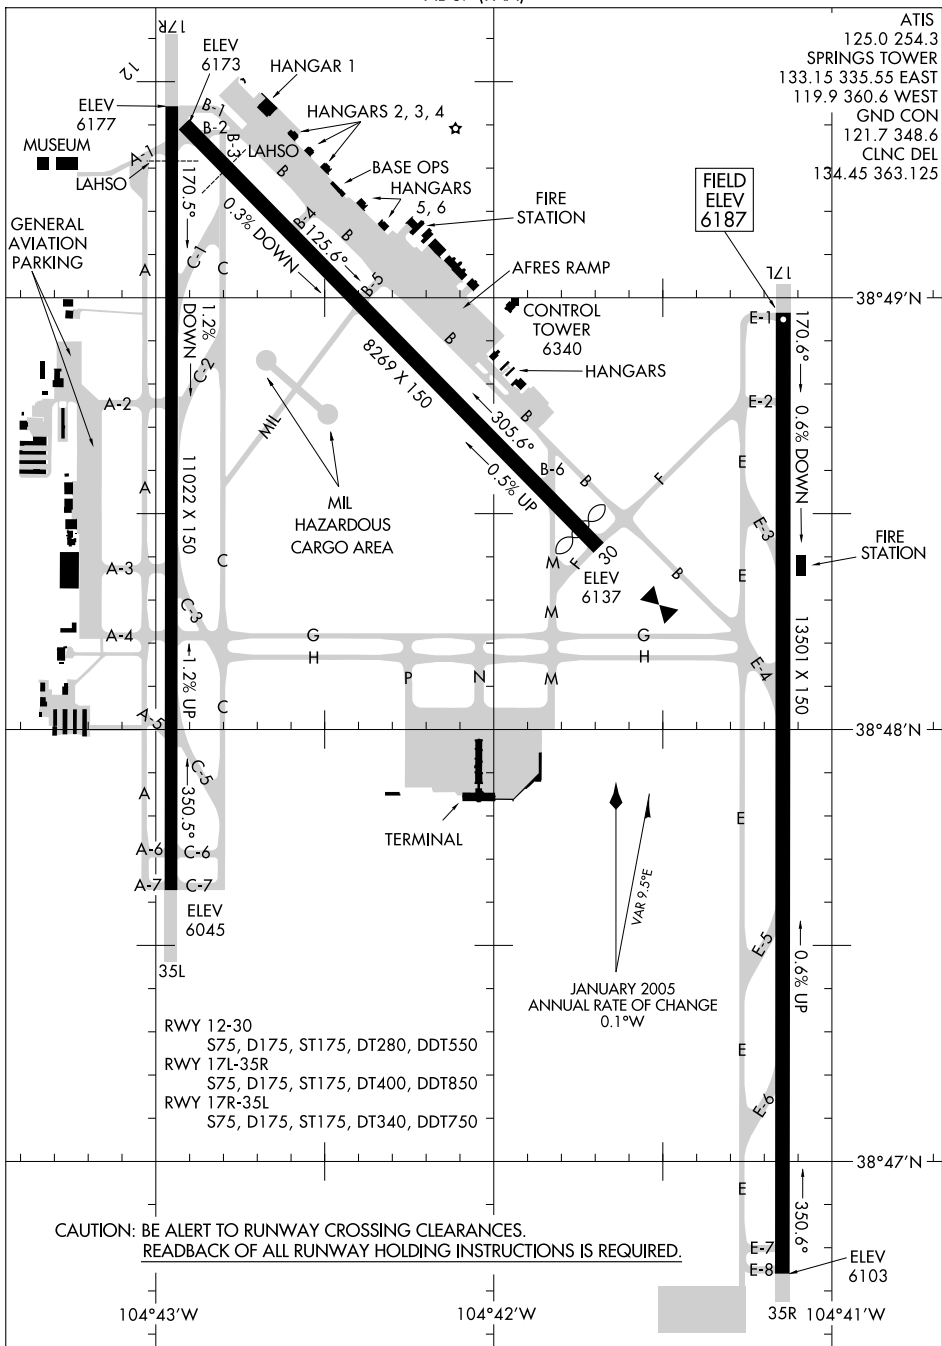 ATIS
125.0 254.3
SPRINGS TOWER
133.15 335.55 EAST
119.9 360.6 WEST
GND CON
121.7 348.6
CLNC DEL
134.45 363.125
17R
12
ELEV
6173
HANGAR 1
ELEV
6177
B-1
B-2
B-3
HANGARS 2, 3, 4
MUSEUM
A-1
LAHSO
LAHSO
BASE OPS
HANGARS
5, 6
FIRE
STATION
FIELD
ELEV
6187
170.5°
B
0.3% DOWN
B-4
125.6°
B
GENERAL
AVIATION
PARKING
A
C-1
C
B-5
AFRES RAMP
17L
38°49'N
1.2%
DOWN
C-2
8269 X 150
B
CONTROL
TOWER
6340
E-1
170.6°
HANGARS
A-2
MIL
305.6°
B
E-2
0.6% DOWN
11022 X 150
A
MIL
HAZARDOUS
CARGO AREA
0.5% UP
B-6
B
F
E
E-3
A-3
C
M
F
30
ELEV
6137
B
E
FIRE
STATION
C-3
M
A-4
G
G
H
H
1.2% UP
P
N
M
E-4
13501 X 150
A-5
C
38°48'N
C-5
350.5°
A
TERMINAL
E
VAR 9.5°E
A-6
C-6
A-7
C-7
ELEV
6045
35L
E-5
0.6% UP
JANUARY 2005
ANNUAL RATE OF CHANGE
0.1°W
RWY 12-30
S75, D175, ST175, DT280, DDT550
RWY 17L-35R
S75, D175, ST175, DT400, DDT850
RWY 17R-35L
S75, D175, ST175, DT340, DDT750
E
E-6
38°47'N
E
350.6°
CAUTION: BE ALERT TO RUNWAY CROSSING CLEARANCES.
READBACK OF ALL RUNWAY HOLDING INSTRUCTIONS IS REQUIRED.
E-7
E-8
ELEV
6103
35R
104°43'W
104°42'W
104°41'W